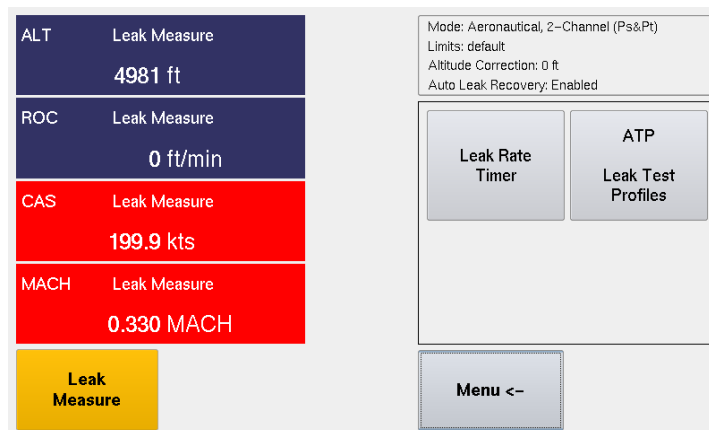 ALT Leak Measure
4981 ft
ROC Leak Measure
0 ft/min
CAS Leak Measure
199.9 kts
MACH Leak Measure
0.330 MACH
Leak
Measure
Mode: Aeronautical, 2-Channel (Ps&Pt)
Limits: default
Altitude Correction: 0 ft
Auto Leak Recovery: Enabled
Leak Rate
Timer
ATP
Leak Test
Profiles
Menu <-